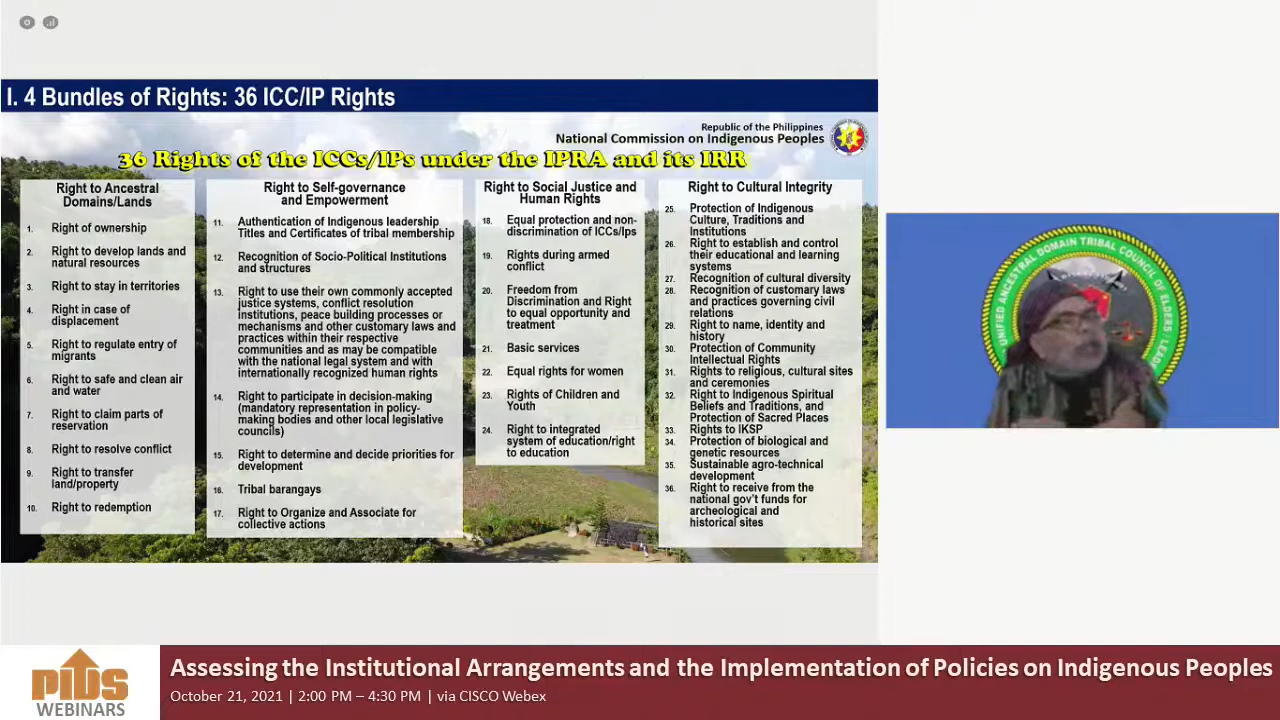 I. 4 Bundles of Rights: 36 ICC/IP Rights
Republic of the Philippines
National Commission on Indigenous Peoples
36 Rights of the ICCs/IPs under the IPRA and its IRR
Right to Ancestral
Domains/Lands
1. Right of ownership
2. Right to develop lands and
natural resources
3. Right to stay in territories
4. Right in case of
displacement
5. Right to regulate entry of
migrants
6. Right to safe and clean air
and water
7. Right to claim parts of
reservation
8. Right to resolve conflict
9. Right to transfer
land/property
10. Right to redemption
Right to Self-governance
and Empowerment
11. Authentication of Indigenous leadership
Titles and Certificates of tribal membership
12. Recognition of Socio-Political Institutions
and structures
13. Right to use their own commonly accepted
justice systems, conflict resolution
institutions, peace building processes or
mechanisms and other customary laws and
practices within their respective
communities and as may be compatible
with the national legal system and with
internationally recognized human rights
14. Right to participate in decision-making
(mandatory representation in policy-
making bodies and other local legislative
councils)
15. Right to determine and decide priorities for
development
16. Tribal barangays
17. Right to Organize and Associate for
collective actions
Right to Social Justice and
Human Rights
18. Equal protection and non-
discrimination of ICCs/Ips
19. Rights during armed
conflict
20. Freedom from
Discrimination and Right
to equal opportunity and
treatment
21. Basic services
22. Equal rights for women
23. Rights of Children and
Youth
24. Right to integrated
system of education/right
to education
Right to Cultural Integrity
25. Protection of Indigenous
Culture, Traditions and
Institutions
26. Right to establish and control
their educational and learning
systems
27. Recognition of cultural diversity
28. Recognition of customary laws
and practices governing civil
relations
29. Right to name, identity and
history
30. Protection of Community
Intellectual Rights
31. Rights to religious, cultural sites
and ceremonies
32. Right to Indigenous Spiritual
Beliefs and Traditions, and
Protection of Sacred Places
33. Rights to IKSP
34. Protection of biological and
genetic resources
35. Sustainable agro-technical
development
36. Right to receive from the
national gov't funds for
archeological and
historical sites
UNIFIED ANCESTRAL DOMAIN TRIBAL COUNCIL OF ELDERS/LEAD
PIDS
WEBINARS
Assessing the Institutional Arrangements and the Implementation of Policies on Indigenous Peoples
October 21, 2021 | 2:00 PM – 4:30 PM | via CISCO Webex